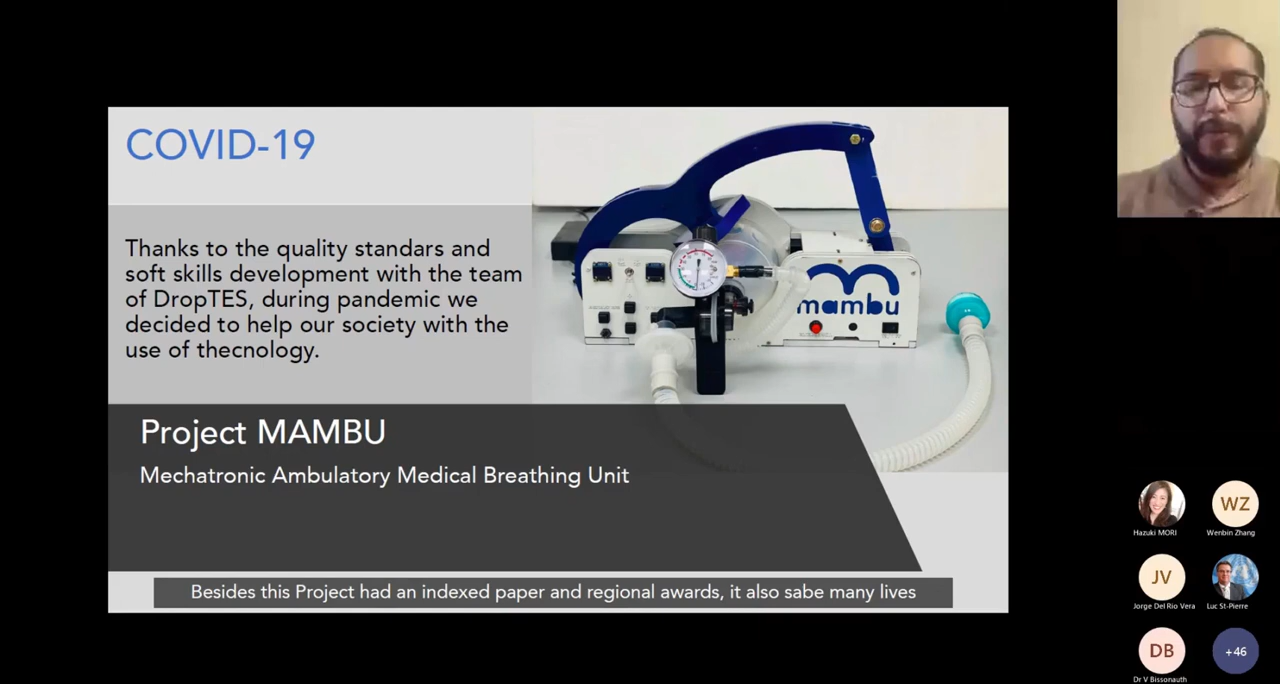 COVID-19
Thanks to the quality standars and
soft skills development with the team
of DropTES, during pandemic we
decided to help our society with the
use of thecnology.
mambu
Project MAMBU
Mechatronic Ambulatory Medical Breathing Unit
Besides this Project had an indexed paper and regional awards, it also sabe many lives
WZ
Hazuki MORI
Wenbin Zhang
JV
Jorge Del Rio Vera
Luc St-Pierre
DB
+46
Dr V Bissonauth